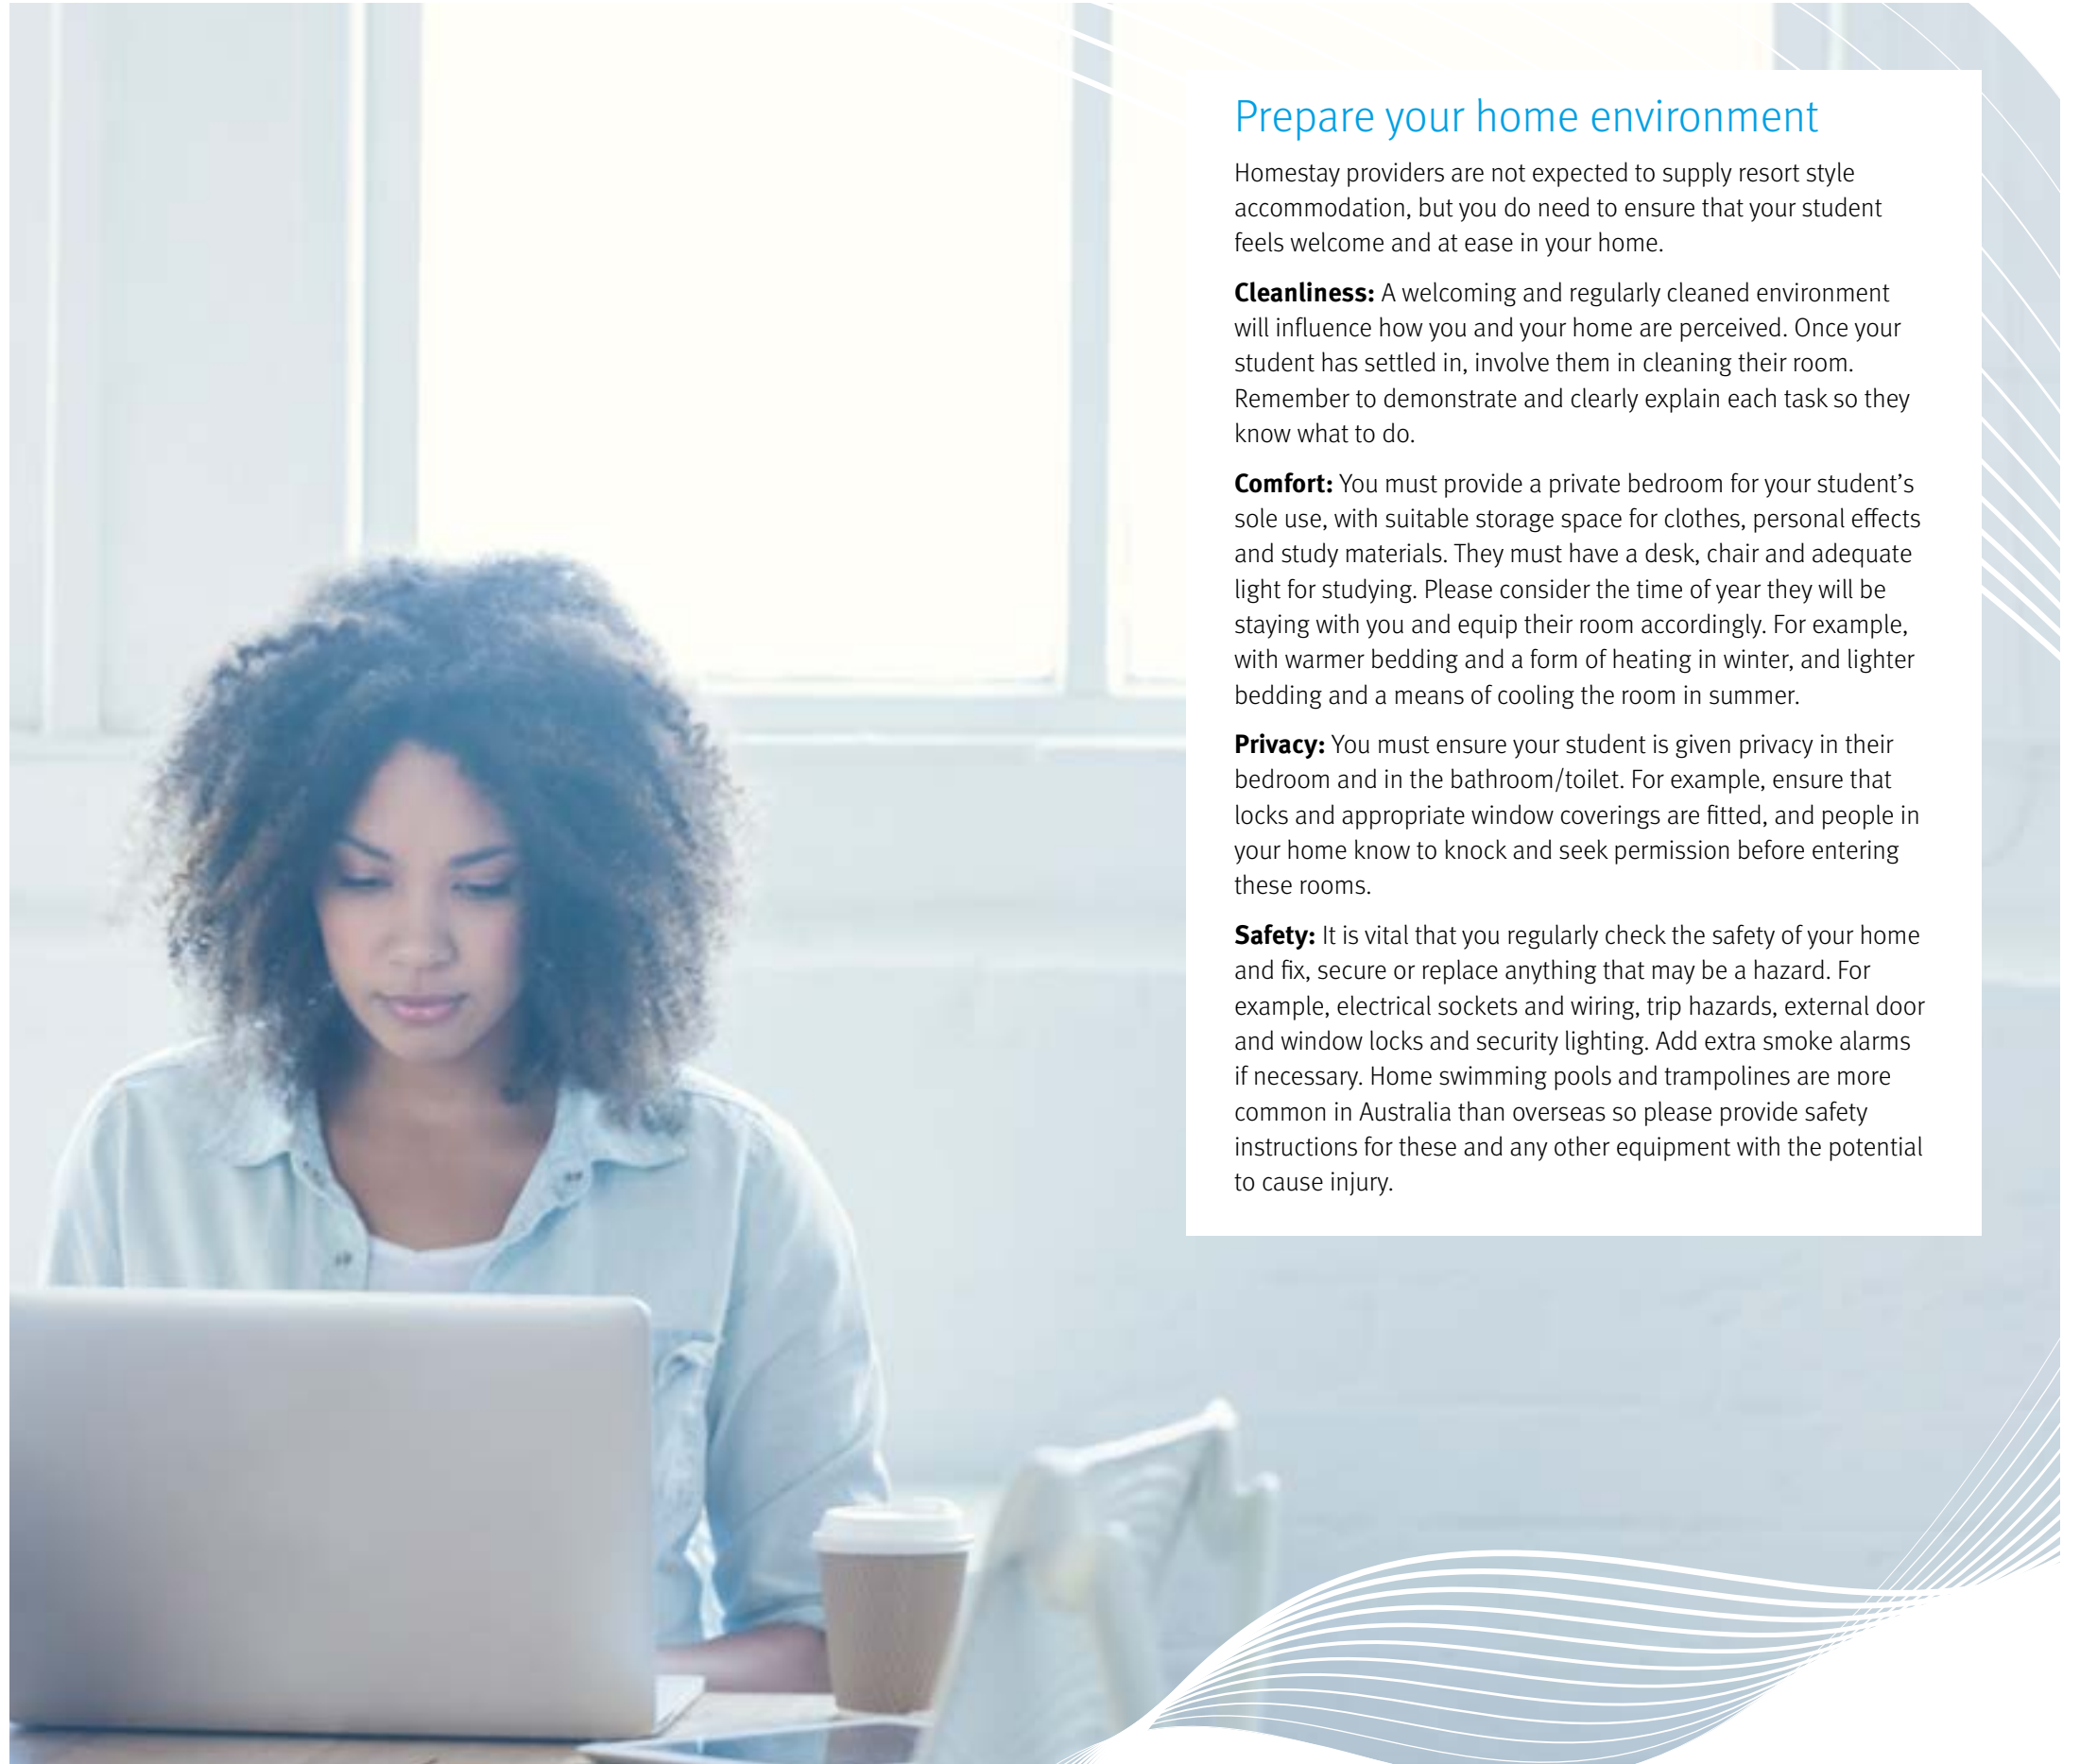 Prepare your home environment
Homestay providers are not expected to supply resort style
accommodation, but you do need to ensure that your student
feels welcome and at ease in your home.
Cleanliness: A welcoming and regularly cleaned environment
will influence how you and your home are perceived. Once your
student has settled in, involve them in cleaning their room.
Remember to demonstrate and clearly explain each task so they
know what to do.
Comfort: You must provide a private bedroom for your student’s
sole use, with suitable storage space for clothes, personal effects
and study materials. They must have a desk, chair and adequate
light for studying. Please consider the time of year they will be
staying with you and equip their room accordingly. For example,
with warmer bedding and a form of heating in winter, and lighter
bedding and a means of cooling the room in summer.
Privacy: You must ensure your student is given privacy in their
bedroom and in the bathroom/toilet. For example, ensure that
locks and appropriate window coverings are fitted, and people in
your home know to knock and seek permission before entering
these rooms.
Safety: It is vital that you regularly check the safety of your home
and fix, secure or replace anything that may be a hazard. For
example, electrical sockets and wiring, trip hazards, external door
and window locks and security lighting. Add extra smoke alarms
if necessary. Home swimming pools and trampolines are more
common in Australia than overseas so please provide safety
instructions for these and any other equipment with the potential
to cause injury.